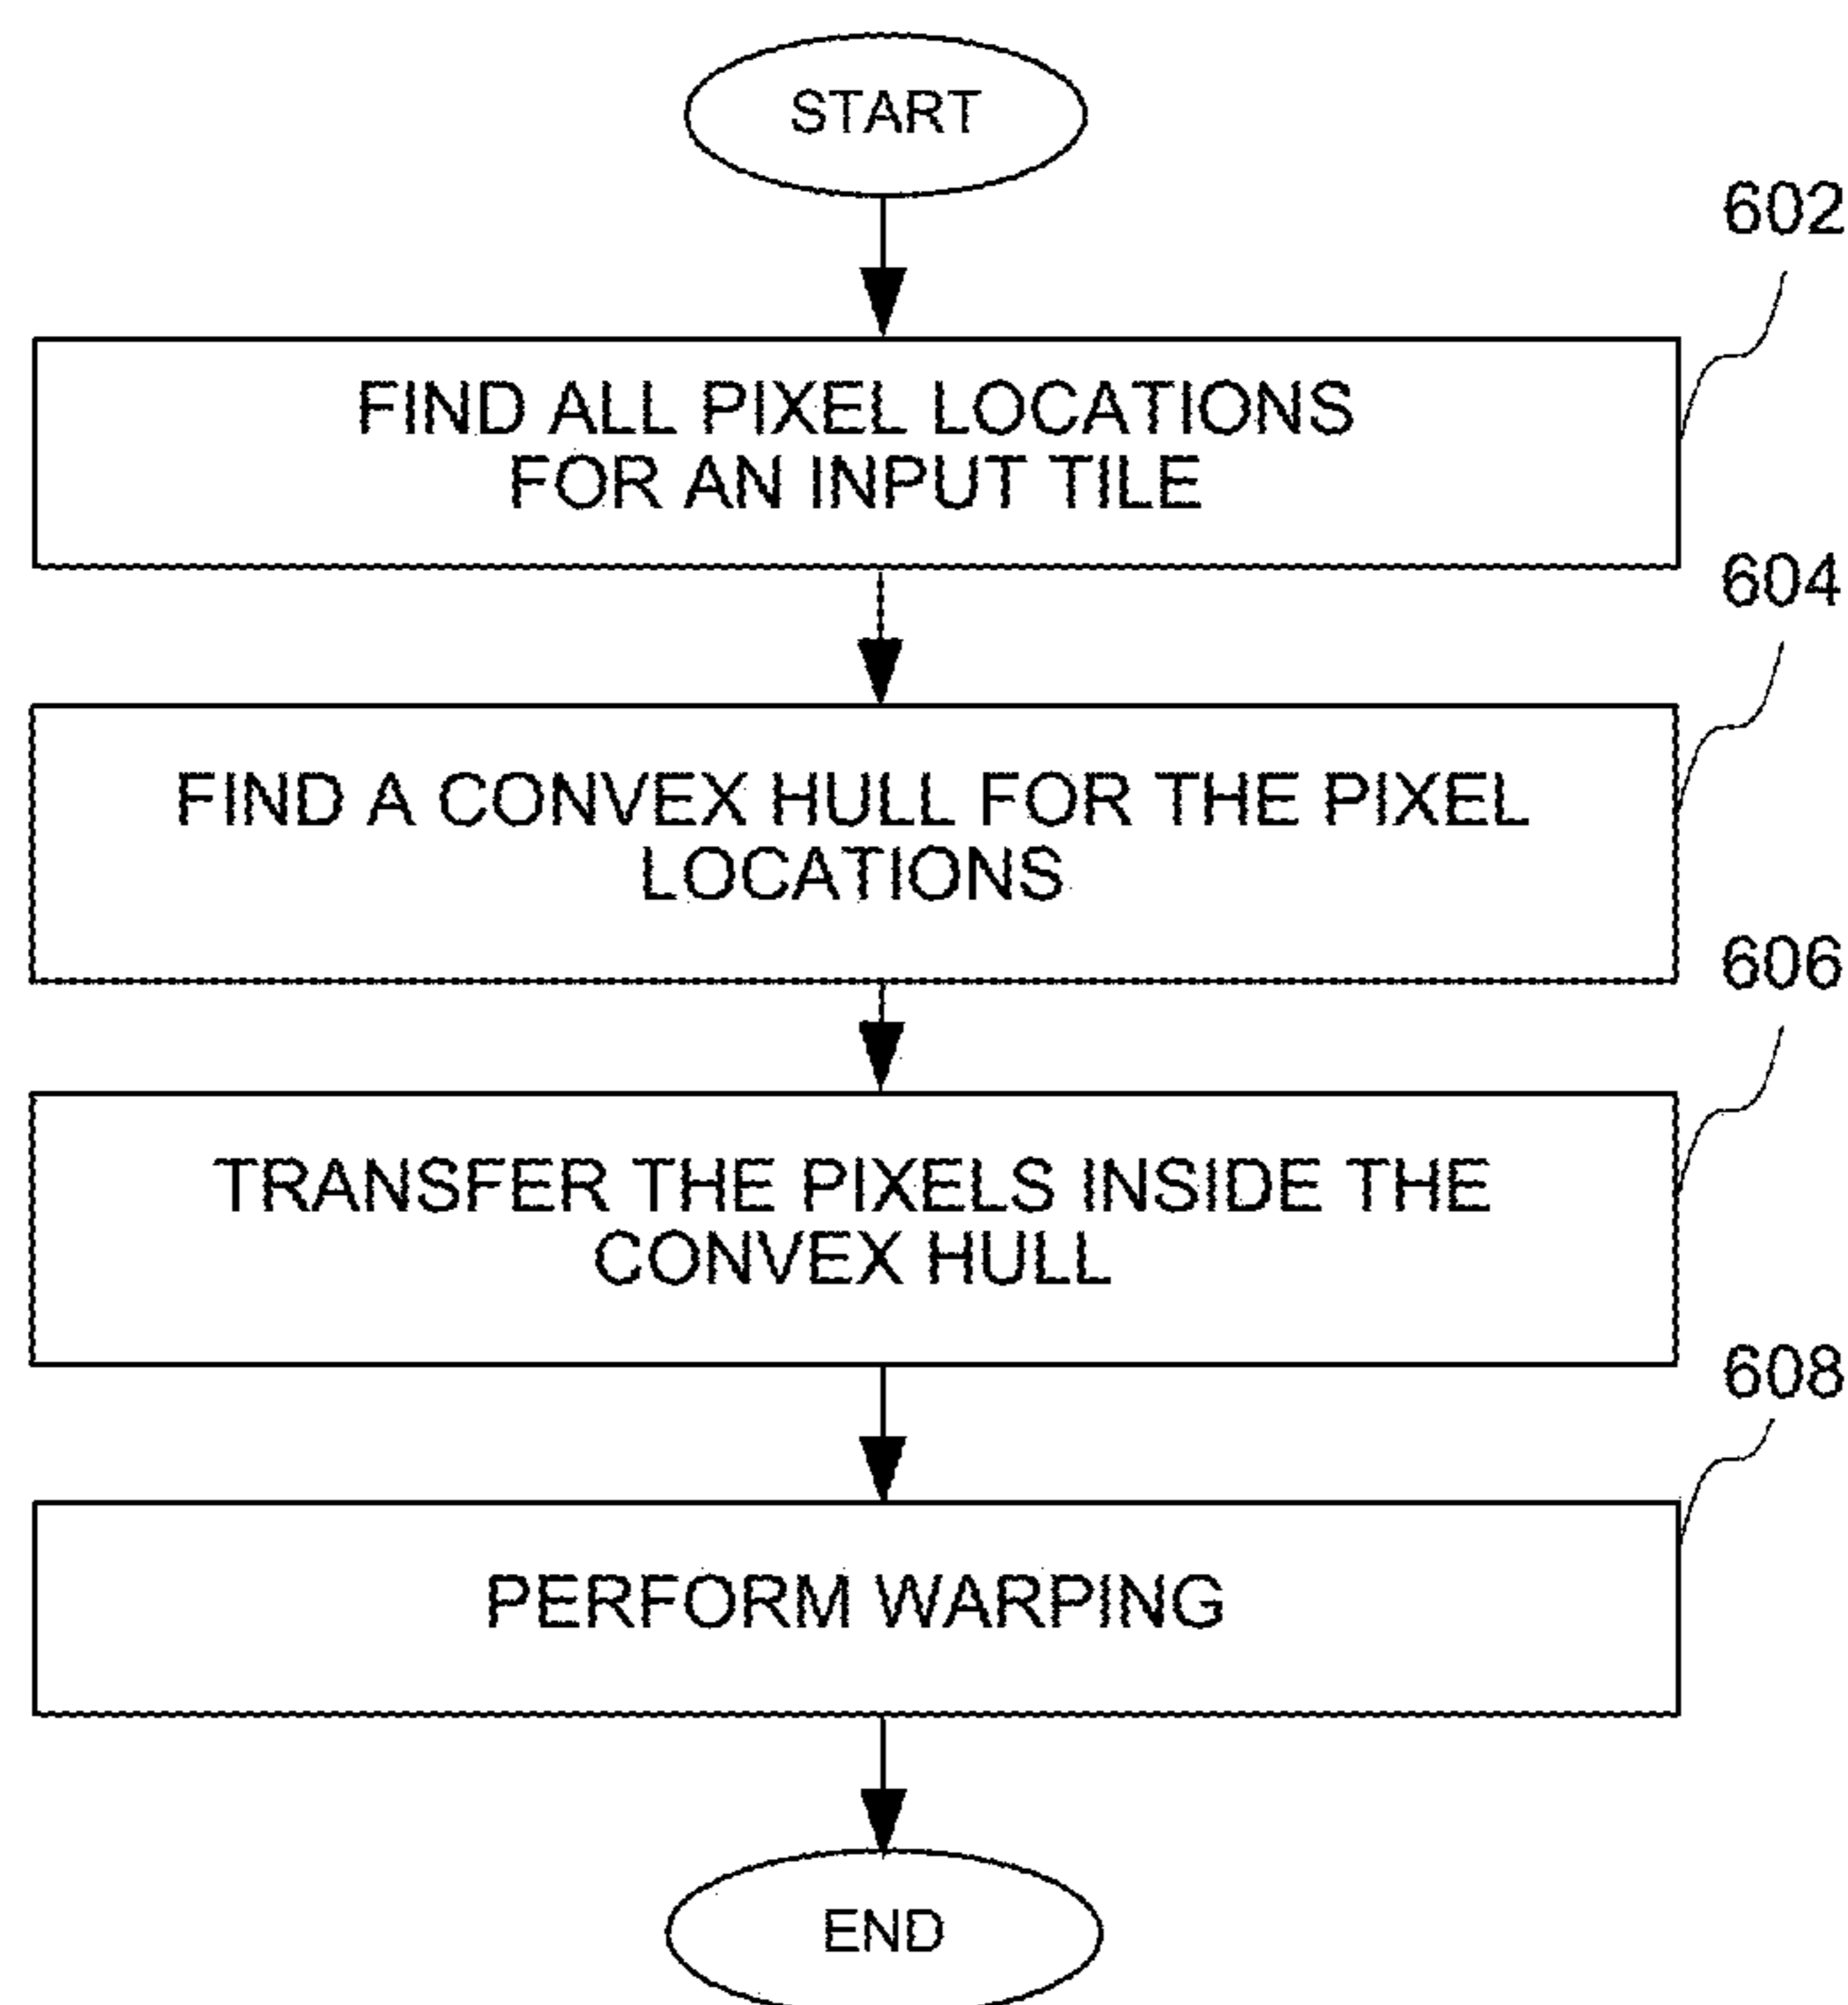 START
602
FIND ALL PIXEL LOCATIONS
FOR AN INPUT TILE
604
FIND A CONVEX HULL FOR THE PIXEL
LOCATIONS
606
TRANSFER THE PIXELS INSIDE THE
CONVEX HULL
608
PERFORM WARPING
END